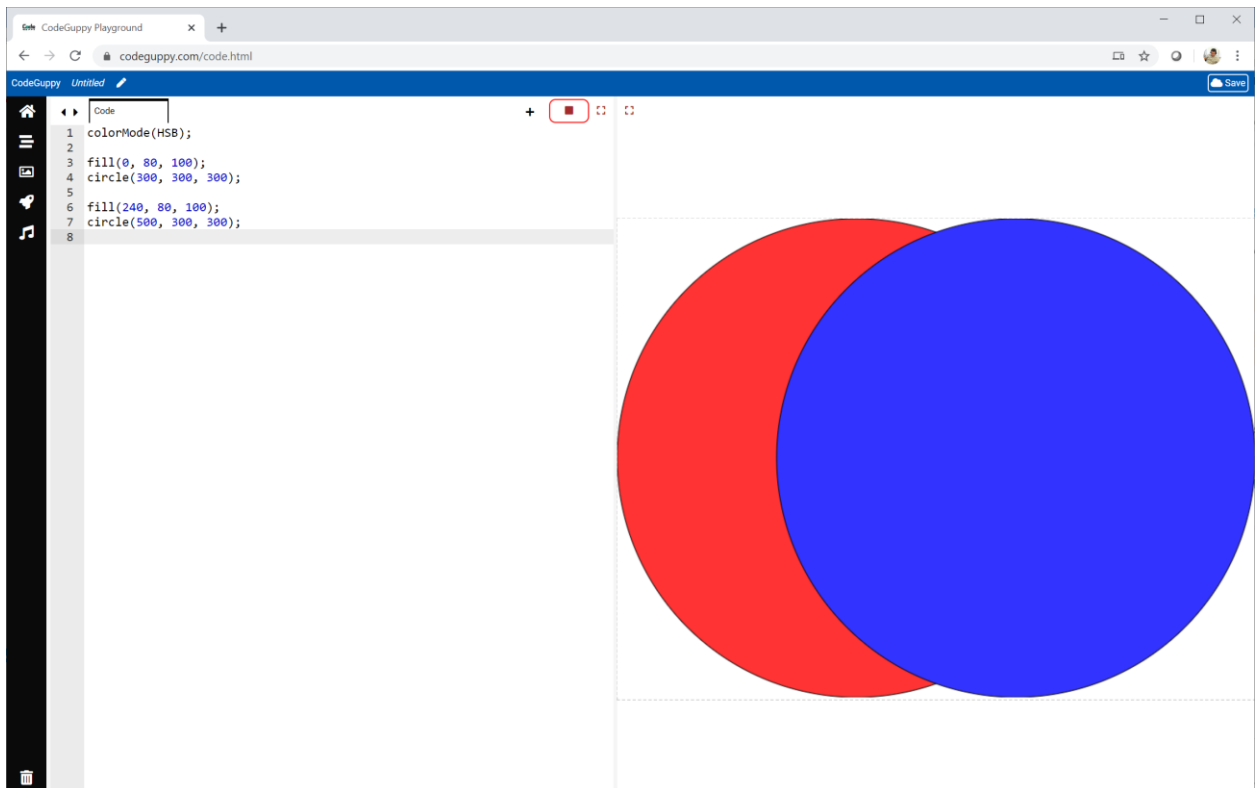 CodeGuppy Playground
codeguppy.com/code.html
CodeGuppy Untitled Save
Code
1 colorMode(HSB);
2
3 fill(0, 80, 100);
4 circle(300, 300, 300);
5
6 fill(240, 80, 100);
7 circle(500, 300, 300);
8